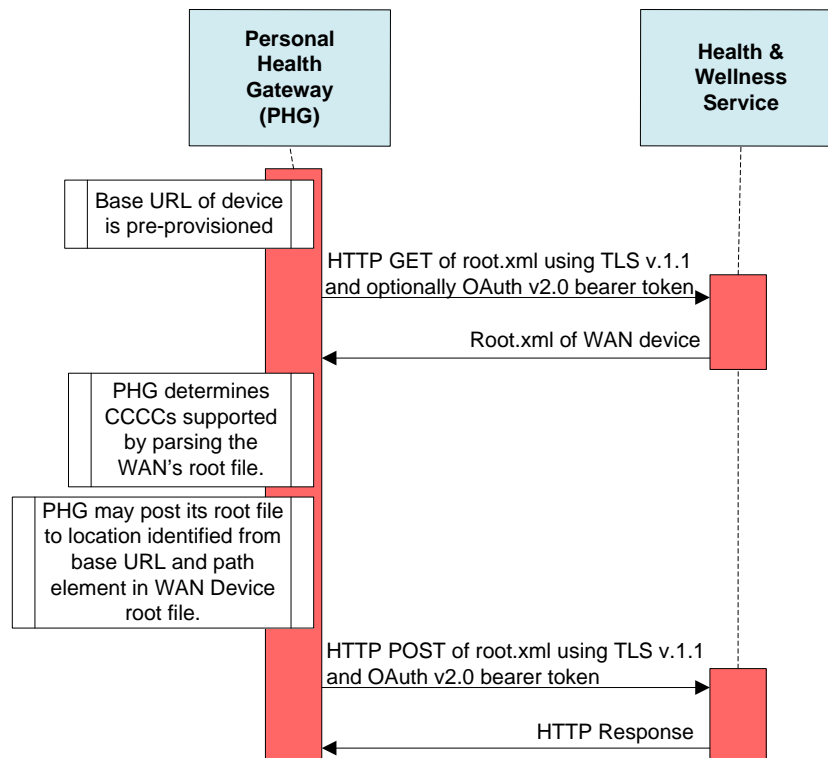 Personal
Health
Gateway
(PHG)
Health &
Wellness
Service
Base URL of device
is pre-provisioned
HTTP GET of root.xml using TLS v.1.1
and optionally OAuth v2.0 bearer token
Root.xml of WAN device
PHG determines
CCCCs supported
by parsing the
WAN's root file.
PHG may post its root file
to location identified from
base URL and path
element in WAN Device
root file.
HTTP POST of root.xml using TLS v.1.1
and OAuth v2.0 bearer token
HTTP Response